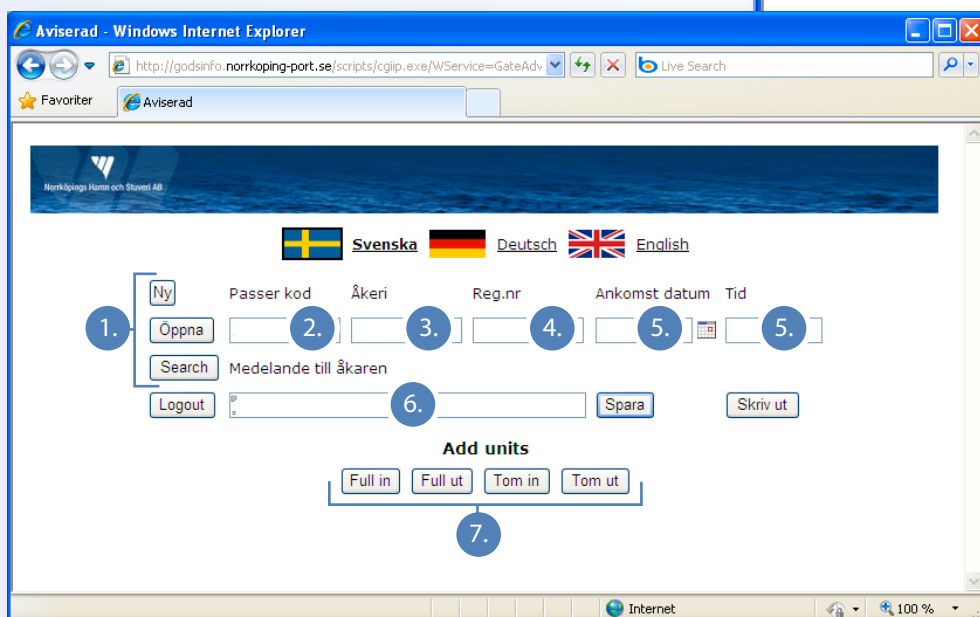 Aviserad - Windows Internet Explorer
http://godsinfo.norrkoping-port.se/scripts/cgiip.exe/WService=GateAdv
Live Search
Favoriter
Aviserad
Norrköpings Hamn och Stuveri AB
Svenska Deutsch English
Ny Passer kod Åkeri Reg.nr Ankomst datum Tid
1. Öppna 2. 3. 4. 5. 5.
Search Medelande till åkaren
Logout 6. Spara Skriv ut
Add units
Full in Full ut Tom in Tom ut
7.
Internet 100 %